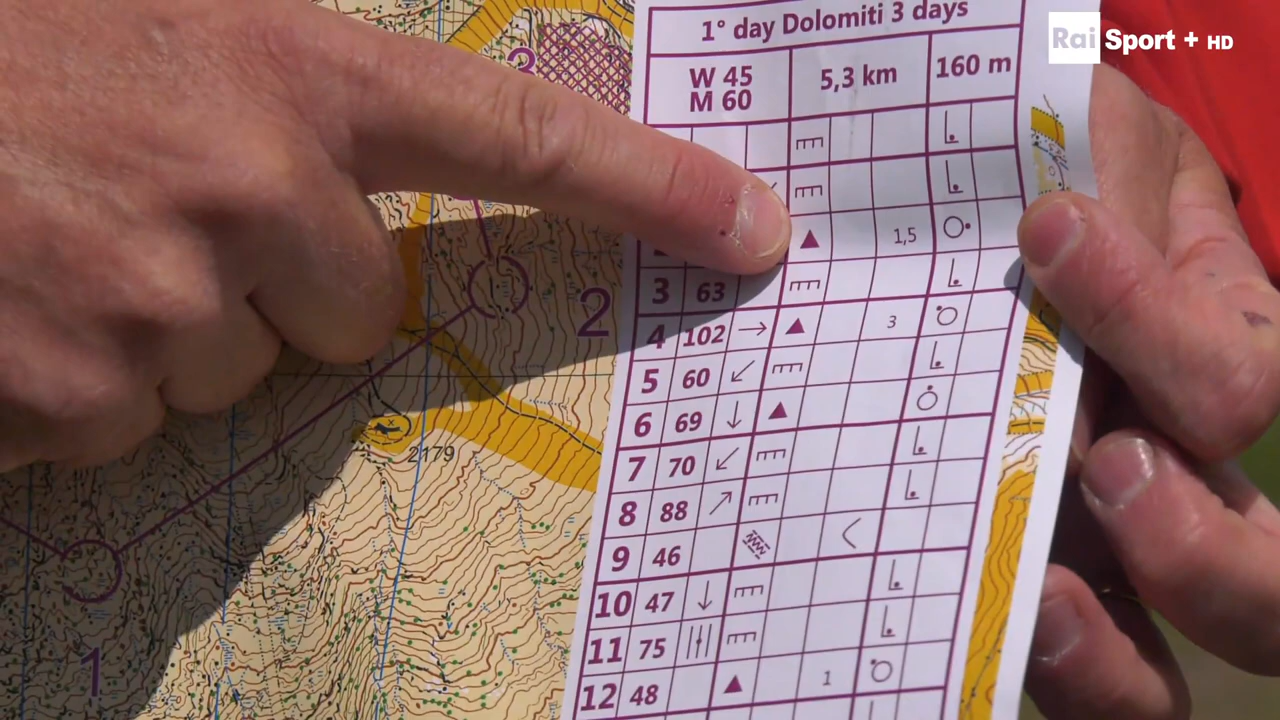 Rai Sport + HD
1° day Dolomiti 3 days
W 45
M 60
5,3 km
160 m
1,5
3 63
4 102 → 3
5 60 ↙
6 69 ↓
7 70 ↙
8 88 ↗
9 46 <
10 47 ↓
11 75
12 48 1
3
2
2179
1